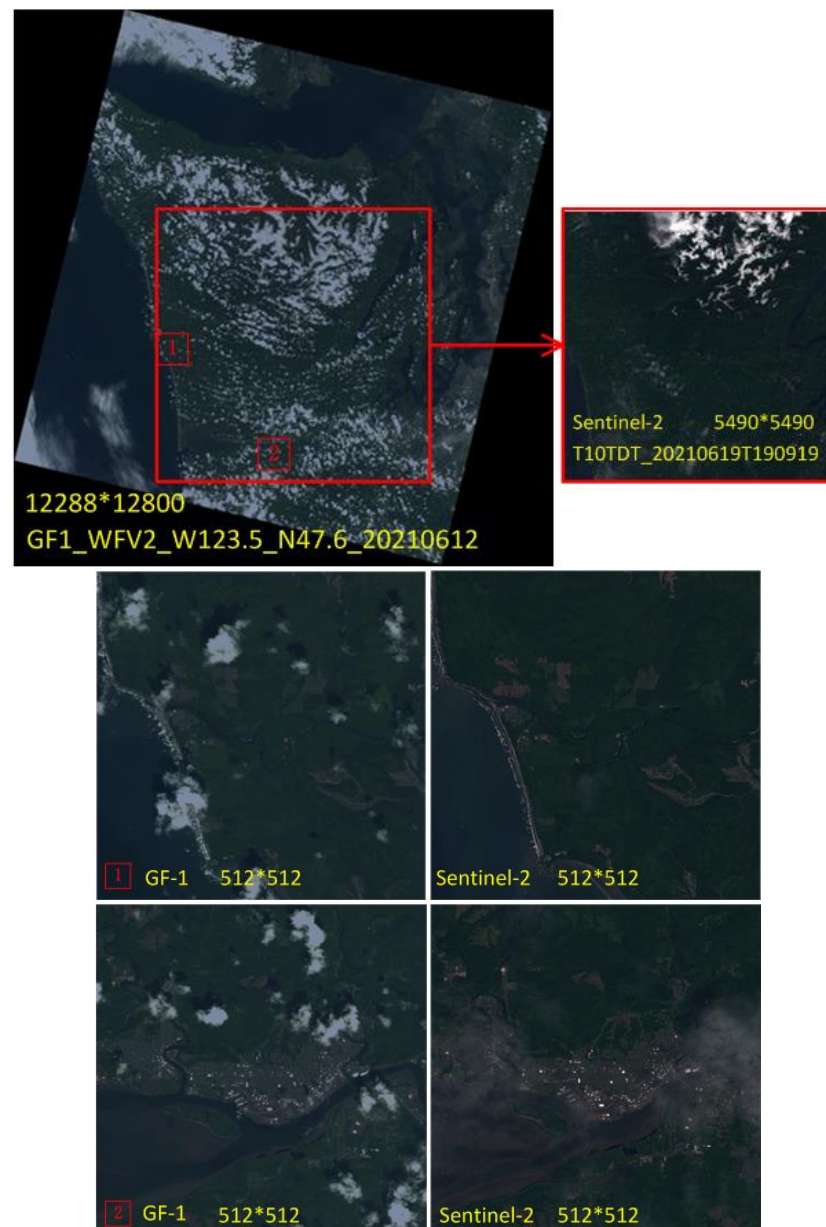 1
2
12288*12800
GF1_WFV2_W123.5_N47.6_20210612
Sentinel-2 5490*5490
T10TDT_20210619T190919
1 GF-1 512*512
Sentinel-2 512*512
2 GF-1 512*512
Sentinel-2 512*512